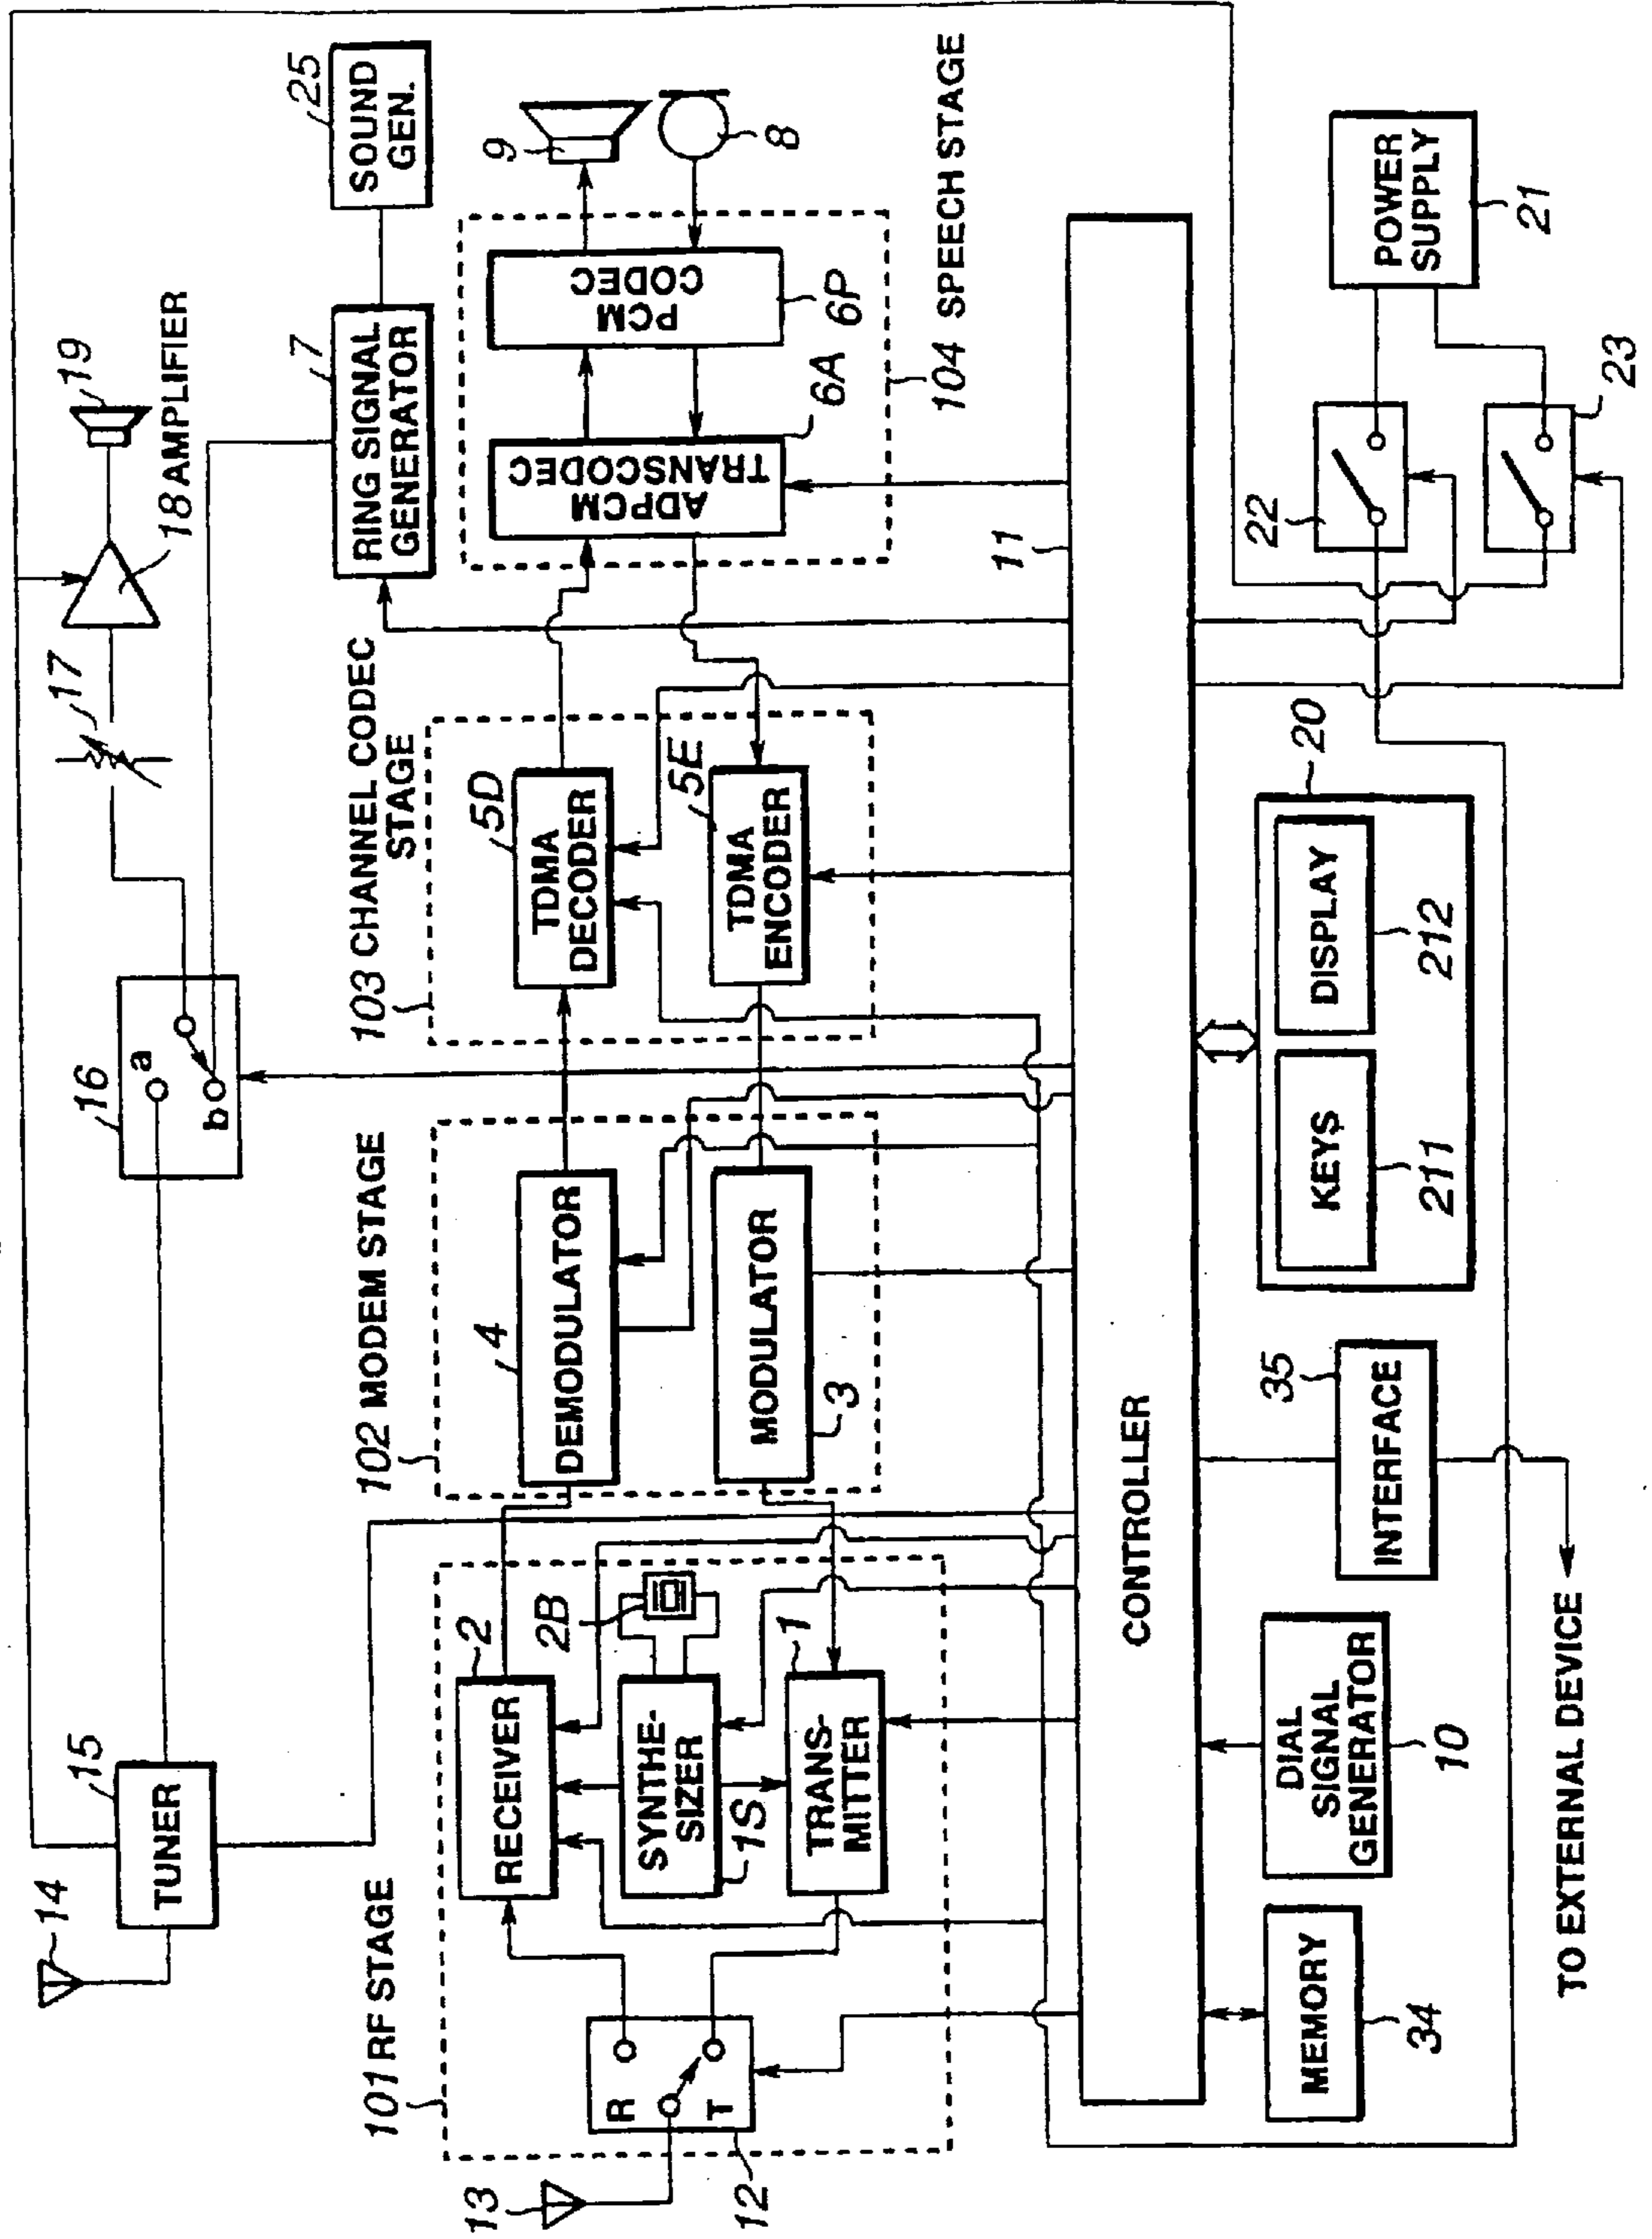 14
15
TUNER
16
a
b
17
18 AMPLIFIER
19
7
RING SIGNAL
GENERATOR
25
SOUND
GEN.
101 RF STAGE
13
12
R
T
2
RECEIVER
2B
SYNTHE-
SIZER
1S
1
TRANS-
MITTER
102 MODEM STAGE
4
DEMODULATOR
MODULATOR
3
103 CHANNEL CODEC
STAGE
5D
TDMA
DECODER
5E
TDMA
ENCODER
ADPCM
TRANSCODEC
6A
PCM
CODEC
6P
104 SPEECH STAGE
9
8
CONTROLLER
11
MEMORY
34
DIAL
SIGNAL
GENERATOR
10
INTERFACE
35
TO EXTERNAL DEVICE
20
KEYS
211
DISPLAY
212
22
23
POWER
SUPPLY
21